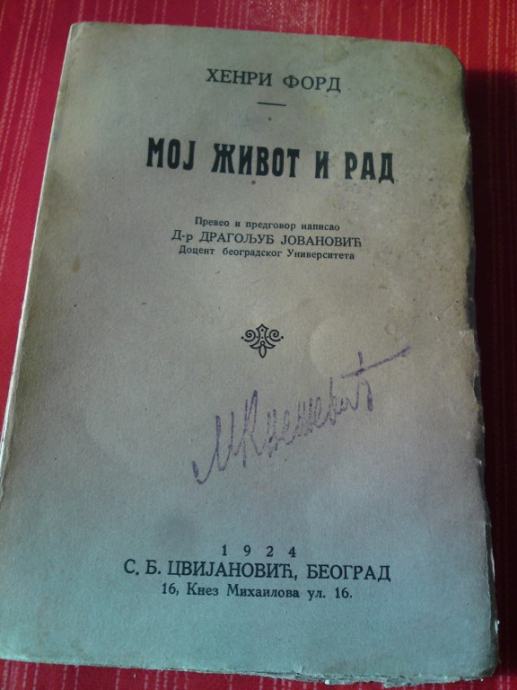 ХЕНРИ ФОРД
МОЈ ЖИВОТ И РАД
Превео и предговор написао
Д-р ДРАГОЉУБ ЈОВАНОВИЋ
Доцент београдског Универзитета
1924
С. Б. ЦВИЈАНОВИЋ, БЕОГРАД
16, Кнез Михаилова ул. 16.